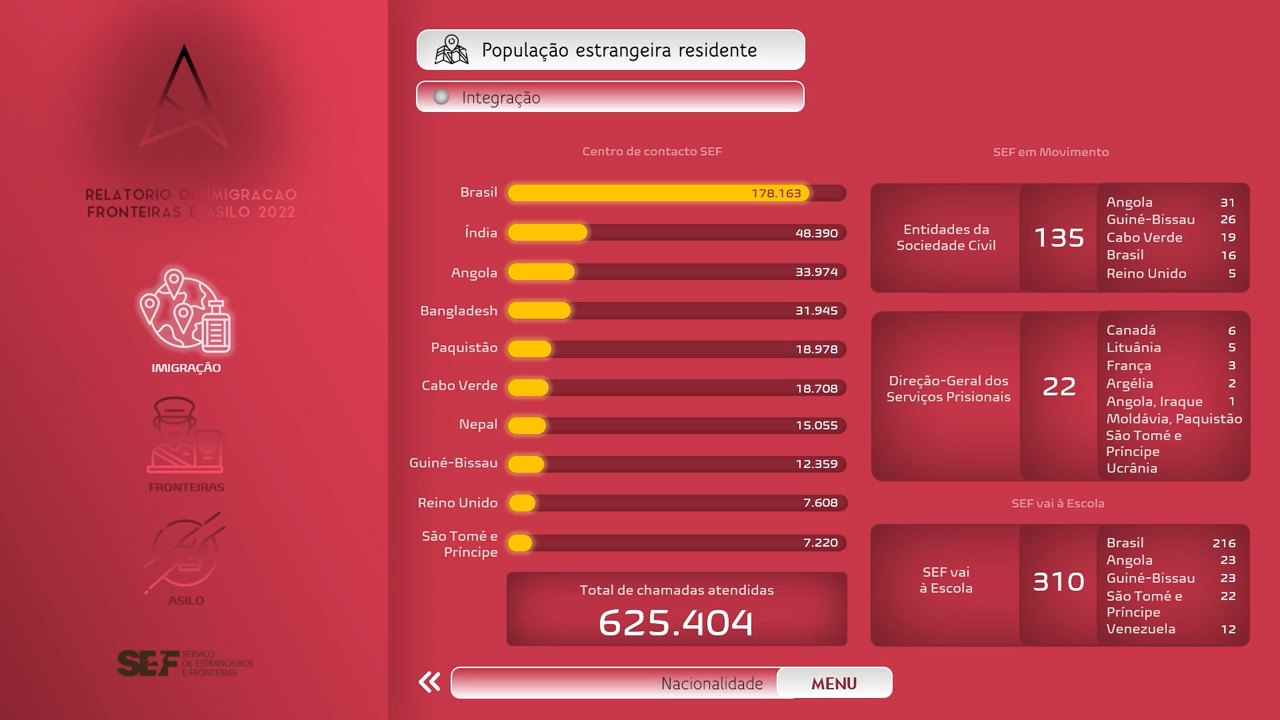 RELATORIO DE IMIGRACAO
FRONTEIRAS E ASILO 2022
IMIGRAÇÃO
FRONTEIRAS
ASILO
SEF SERVIÇO
DE ESTRANGEIROS
E FRONTEIRAS
População estrangeira residente
Integração
Centro de contacto SEF
Brasil 178.163
Índia 48.390
Angola 33.974
Bangladesh 31.945
Paquistão 18.978
Cabo Verde 18.708
Nepal 15.055
Guiné-Bissau 12.359
Reino Unido 7.608
São Tomé e
Príncipe 7.220
Total de chamadas atendidas
625.404
SEF em Movimento
Entidades da
Sociedade Civil
135
Angola 31
Guiné-Bissau 26
Cabo Verde 19
Brasil 16
Reino Unido 5
Direção-Geral dos
Serviços Prisionais
22
Canadá 6
Lituânia 5
França 3
Argélia 2
Angola, Iraque 1
Moldávia, Paquistão
São Tomé e
Príncipe
Ucrânia
SEF vai à Escola
SEF vai
à Escola
310
Brasil 216
Angola 23
Guiné-Bissau 23
São Tomé e 22
Príncipe
Venezuela 12
Nacionalidade
MENU